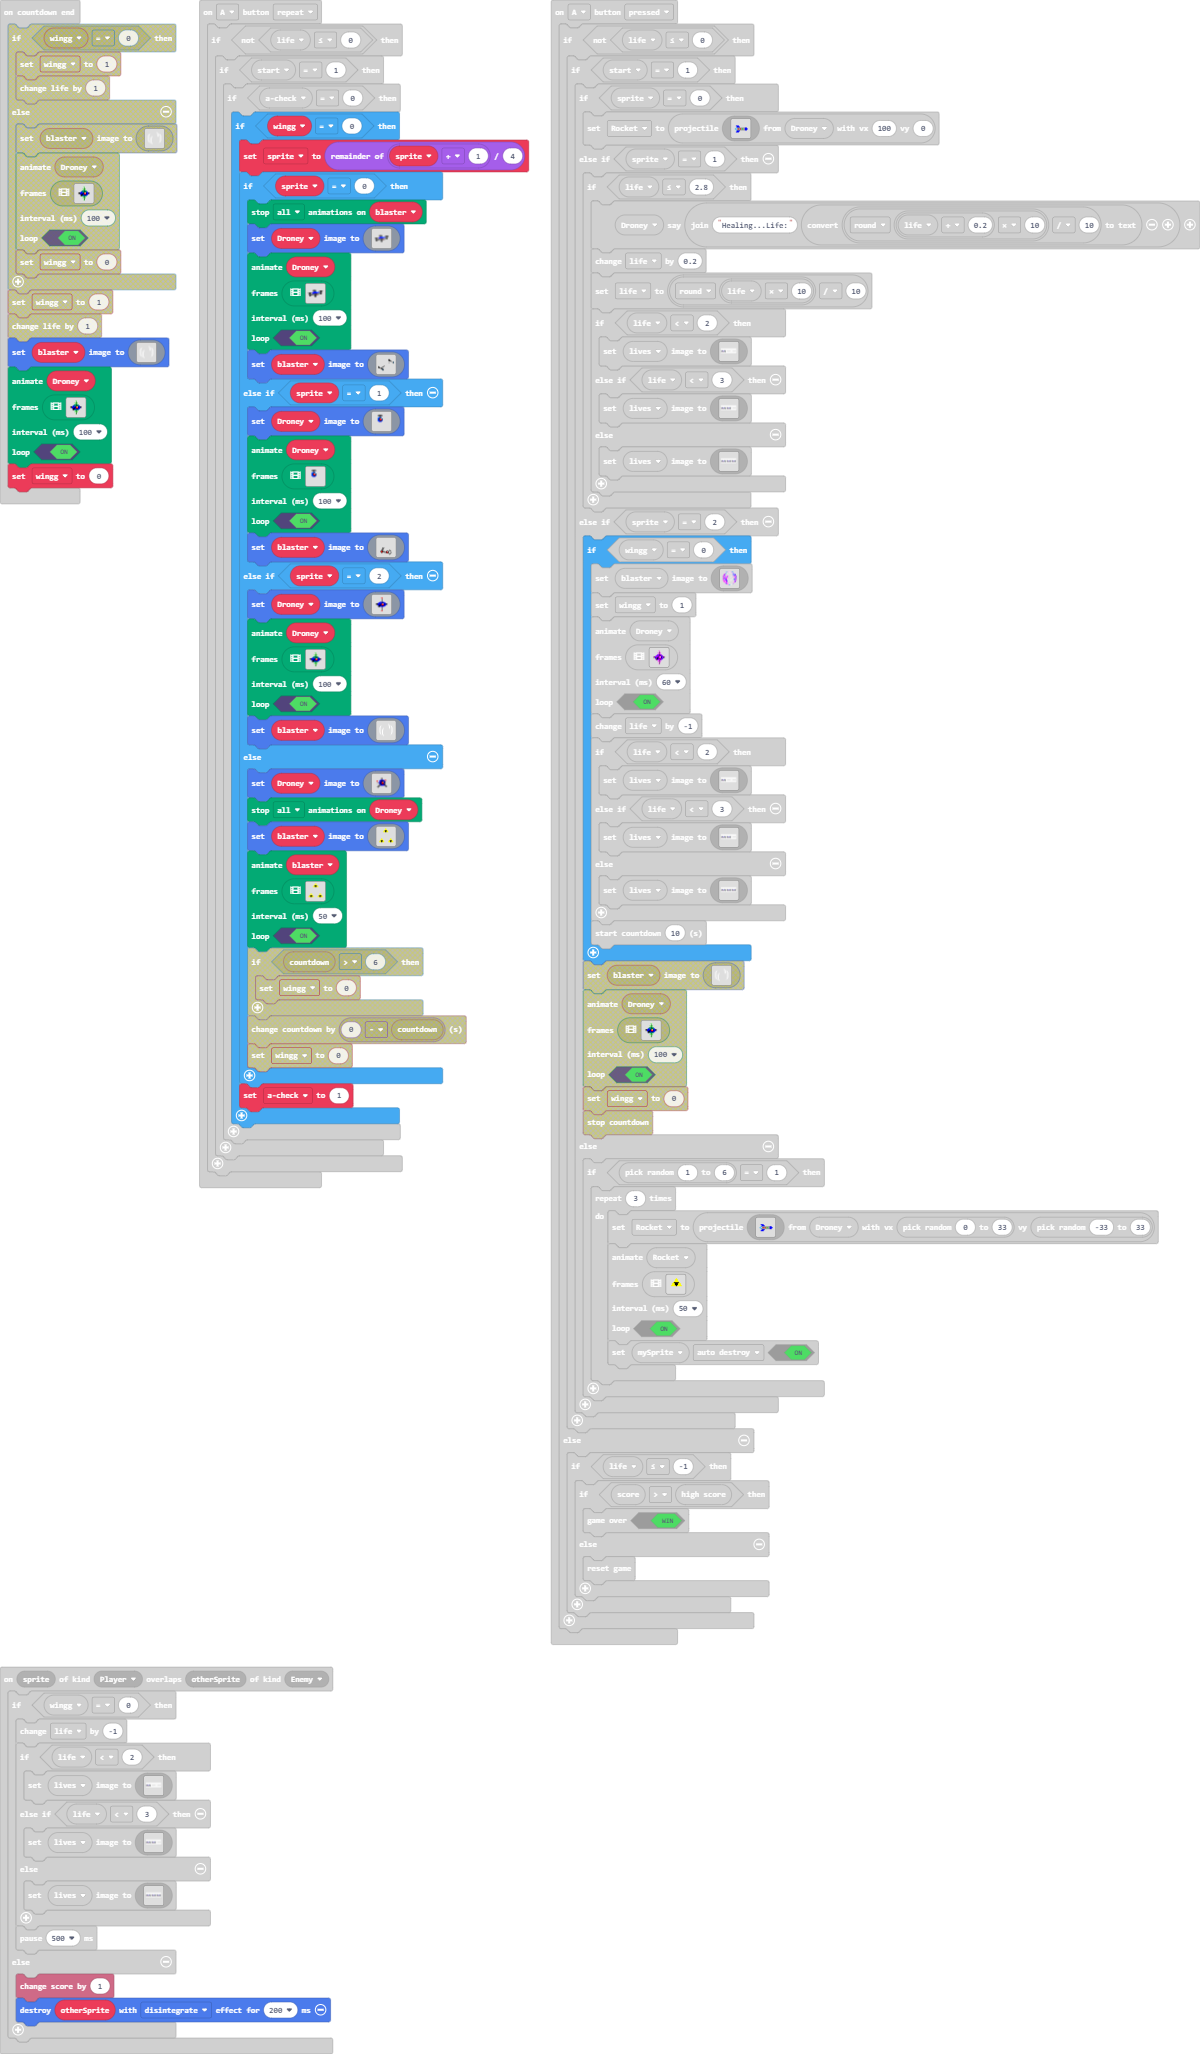 on countdown end
if wingg = 0 then
set wingg to 1
change life by 1
else
set blaster image to
animate Droney
frames
interval (ms) 100
loop ON
set wingg to 0
set wingg to 1
change life by 1
set blaster image to
animate Droney
frames
interval (ms) 100
loop ON
set wingg to 0
on A button repeat
if not life ≤ 0 then
if start = 1 then
if a-check = 0 then
if wingg = 0 then
set sprite to remainder of sprite + 1 / 4
if sprite = 0 then
stop all animations on blaster
set Droney image to
animate Droney
frames
interval (ms) 100
loop ON
set blaster image to
else if sprite = 1 then
set Droney image to
animate Droney
frames
interval (ms) 100
loop ON
set blaster image to
else if sprite = 2 then
set Droney image to
animate Droney
frames
interval (ms) 100
loop ON
set blaster image to
else
set Droney image to
stop all animations on Droney
set blaster image to
animate blaster
frames
interval (ms) 50
loop ON
if countdown > 6 then
set wingg to 0
change countdown by 0 - countdown (s)
set wingg to 0
set a-check to 1
on A button pressed
if not life ≤ 0 then
if start = 1 then
if sprite = 0 then
set Rocket to projectile from Droney with vx 100 vy 0
else if sprite = 1 then
if life ≤ 2.8 then
Droney say join "Healing...Life:" convert round life + 0.2 × 10 / 10 to text
change life by 0.2
set life to round life × 10 / 10
if life < 2 then
set lives image to
else if life < 3 then
set lives image to
else
set lives image to
else if sprite = 2 then
if wingg = 0 then
set blaster image to
set wingg to 1
animate Droney
frames
interval (ms) 60
loop ON
change life by -1
if life < 2 then
set lives image to
else if life < 3 then
set lives image to
else
set lives image to
start countdown 10 (s)
set blaster image to
animate Droney
frames
interval (ms) 100
loop ON
set wingg to 0
stop countdown
else
if pick random 1 to 6 = 1 then
repeat 3 times
do
set Rocket to projectile from Droney with vx pick random 0 to 33 vy pick random -33 to 33
animate Rocket
frames
interval (ms) 50
loop ON
set mySprite auto destroy ON
else
if life ≤ -1 then
if score > high score then
game over WIN
else
reset game
on sprite of kind Player overlaps otherSprite of kind Enemy
if wingg = 0 then
change life by -1
if life < 2 then
set lives image to
else if life < 3 then
set lives image to
else
set lives image to
pause 500 ms
else
change score by 1
destroy otherSprite with disintegrate effect for 200 ms